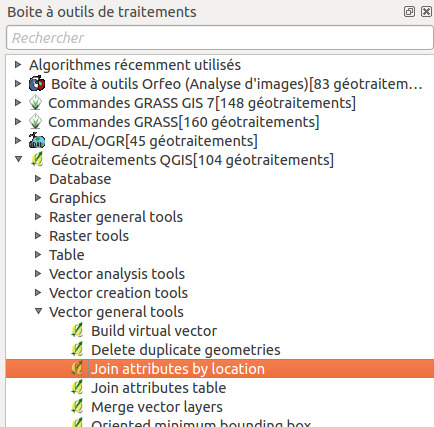 Boite à outils de traitements
Rechercher
Algorithmes récemment utilisés
Boîte à outils Orfeo (Analyse d'images)[83 géotraitem...
Commandes GRASS GIS 7[148 géotraitements]
Commandes GRASS[160 géotraitements]
GDAL/OGR[45 géotraitements]
Géotraitements QGIS[104 géotraitements]
Database
Graphics
Raster general tools
Raster tools
Table
Vector analysis tools
Vector creation tools
Vector general tools
Build virtual vector
Delete duplicate geometries
Join attributes by location
Join attributes table
Merge vector layers
Oriented minimum bounding box